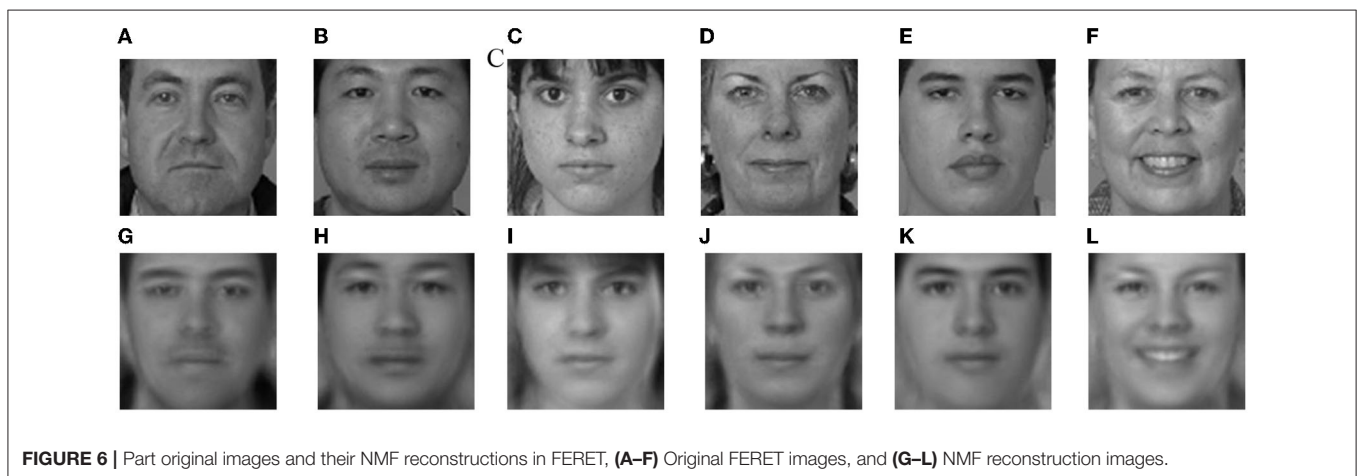 A B C D E F
C
G H I J K L
FIGURE 6 | Part original images and their NMF reconstructions in FERET, (A–F) Original FERET images, and (G–L) NMF reconstruction images.